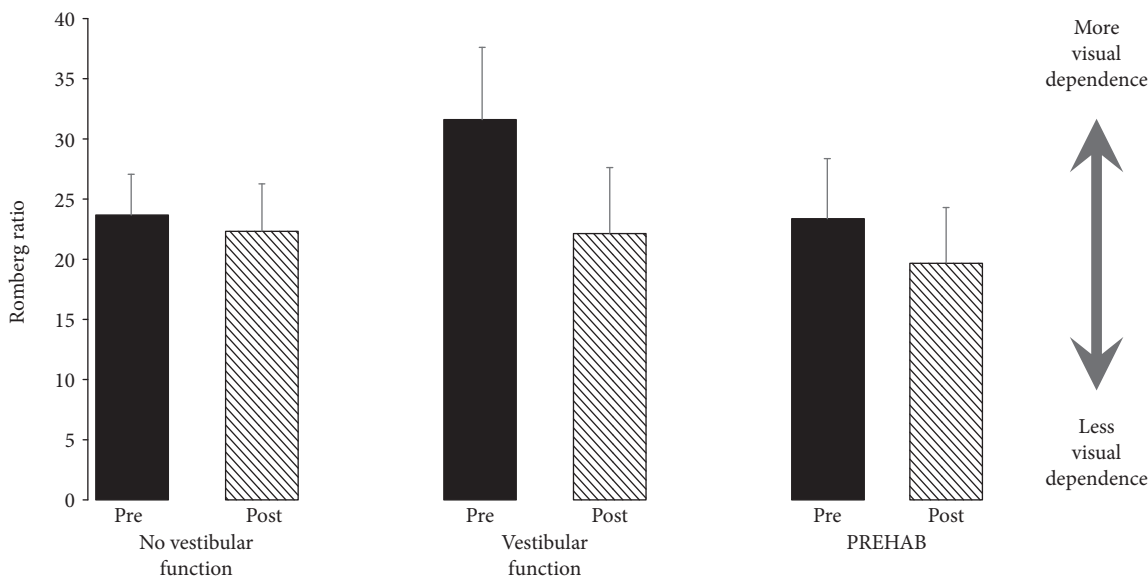 40
35
30
25
20
15
10
5
0
Romberg ratio
Pre
Post
No vestibular
function
Pre
Post
Vestibular
function
Pre
Post
PREHAB
More
visual
dependence
Less
visual
dependence